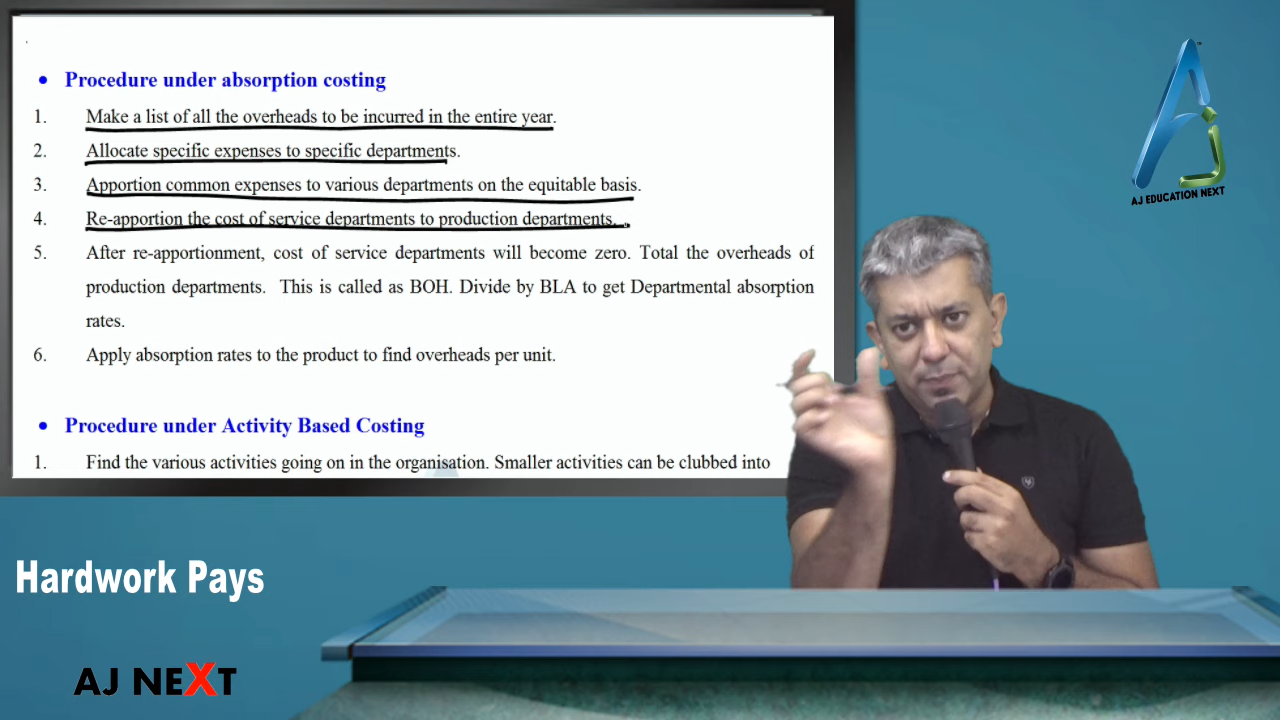 • Procedure under absorption costing
1. Make a list of all the overheads to be incurred in the entire year.
2. Allocate specific expenses to specific departments.
3. Apportion common expenses to various departments on the equitable basis.
4. Re-apportion the cost of service departments to production departments.
5. After re-apportionment, cost of service departments will become zero. Total the overheads of
production departments. This is called as BOH. Divide by BLA to get Departmental absorption
rates.
6. Apply absorption rates to the product to find overheads per unit.
• Procedure under Activity Based Costing
1. Find the various activities going on in the organisation. Smaller activities can be clubbed into
AJ EDUCATION NEXT
Hardwork Pays
AJ NEXT